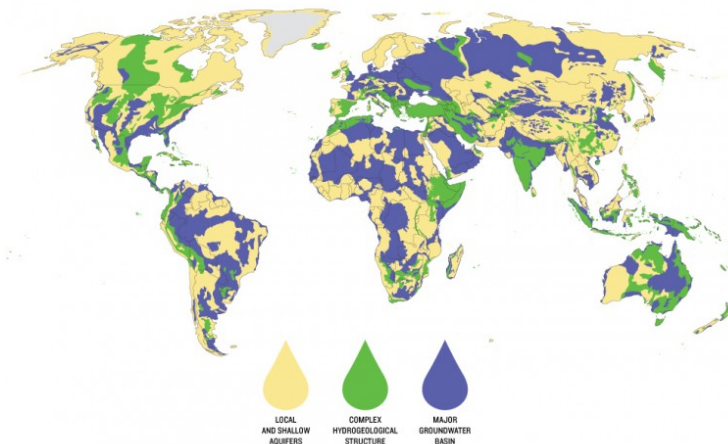 LOCAL
AND SHALLOW
AQUIFERS
COMPLEX
HYDROGEOLOGICAL
STRUCTURE
MAJOR
GROUNDWATER
BASIN